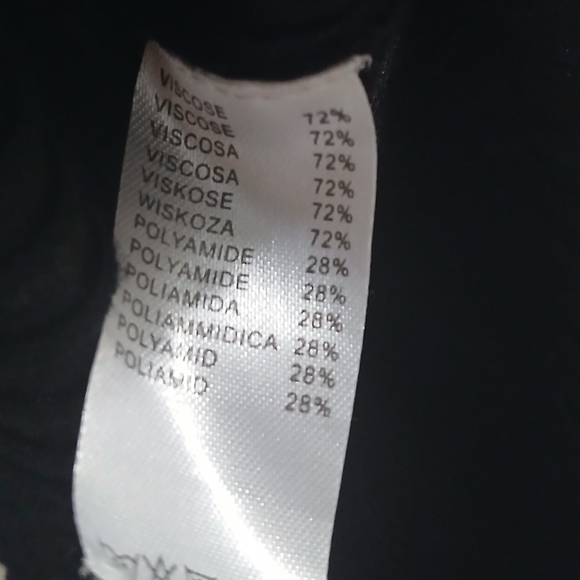 VISCOSE 72%
VISCOSE 72%
VISCOSA 72%
VISCOSA 72%
VISKOSE 72%
WISKOZA 72%
POLYAMIDE 28%
POLYAMIDE 28%
POLIAMIDA 28%
POLIAMMIDICA 28%
POLYAMID 28%
POLIAMID 28%